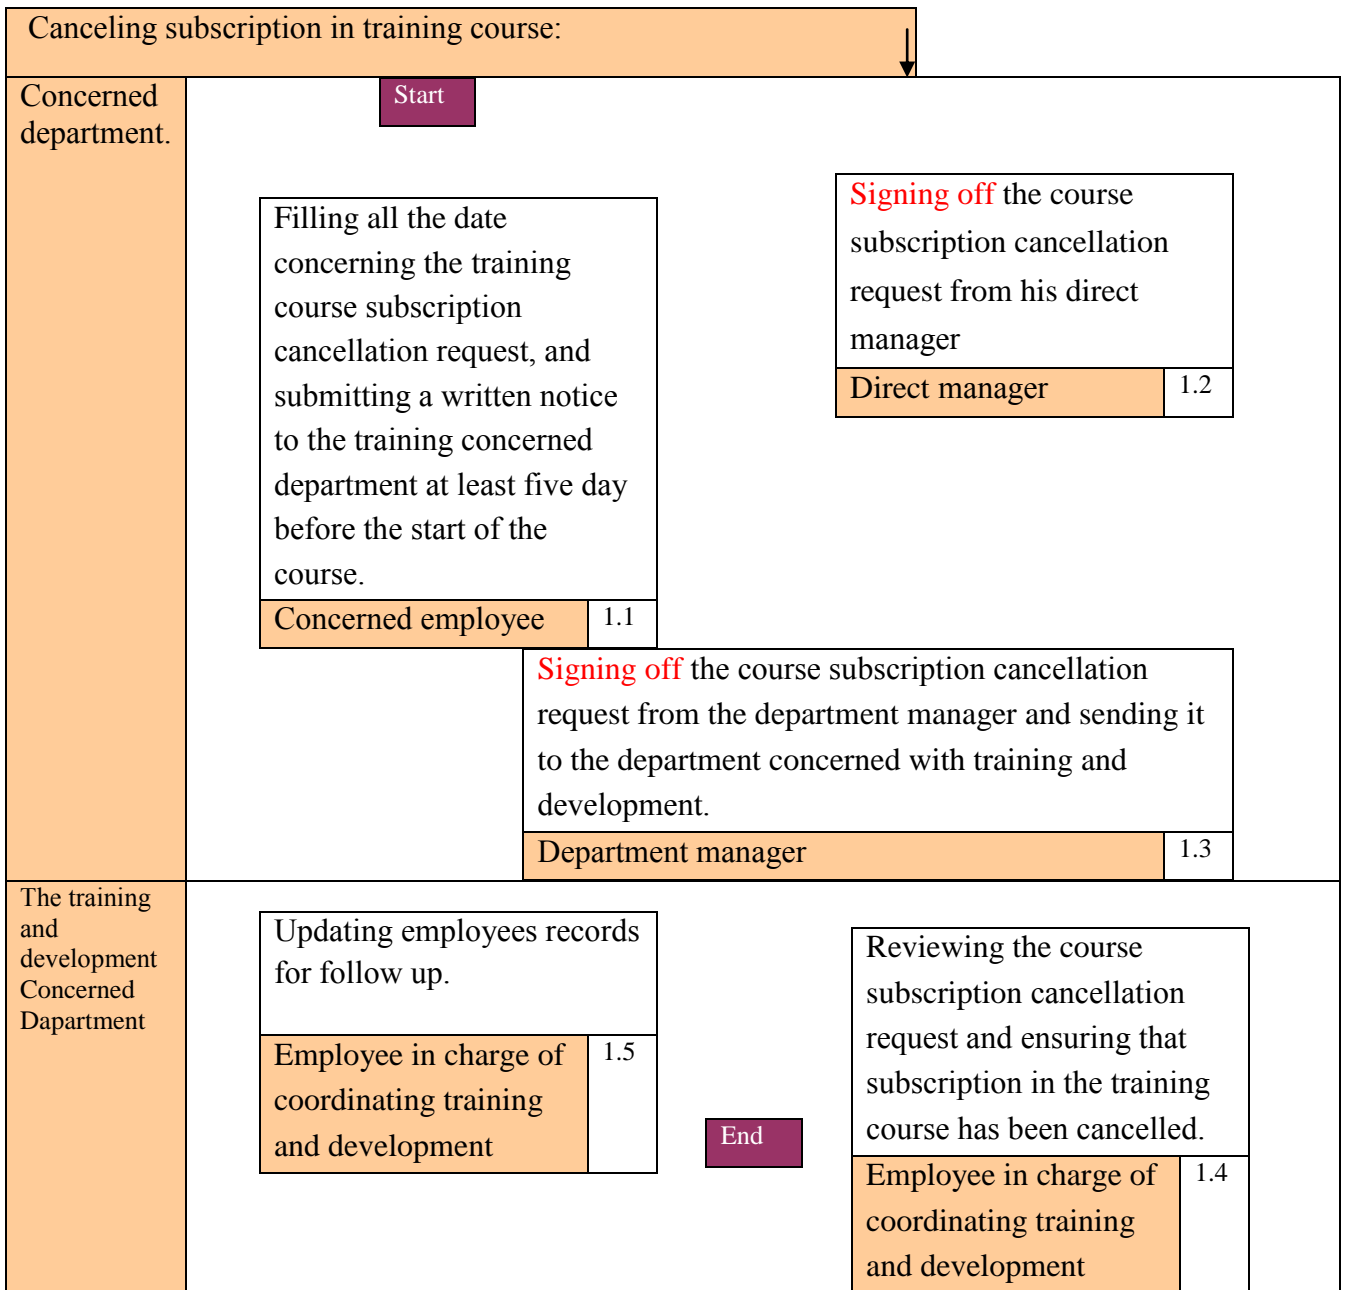 Canceling subscription in training course:
Concerned
department.
Start
Filling all the date
concerning the training
course subscription
cancellation request, and
submitting a written notice
to the training concerned
department at least five day
before the start of the
course.
Concerned employee
1.1
Signing off the course
subscription cancellation
request from his direct
manager
Direct manager
1.2
Signing off the course subscription cancellation
request from the department manager and sending it
to the department concerned with training and
development.
Department manager
1.3
The training
and
development
Concerned
Dapartment
Updating employees records
for follow up.
Employee in charge of
coordinating training
and development
1.5
End
Reviewing the course
subscription cancellation
request and ensuring that
subscription in the training
course has been cancelled.
Employee in charge of
coordinating training
and development
1.4